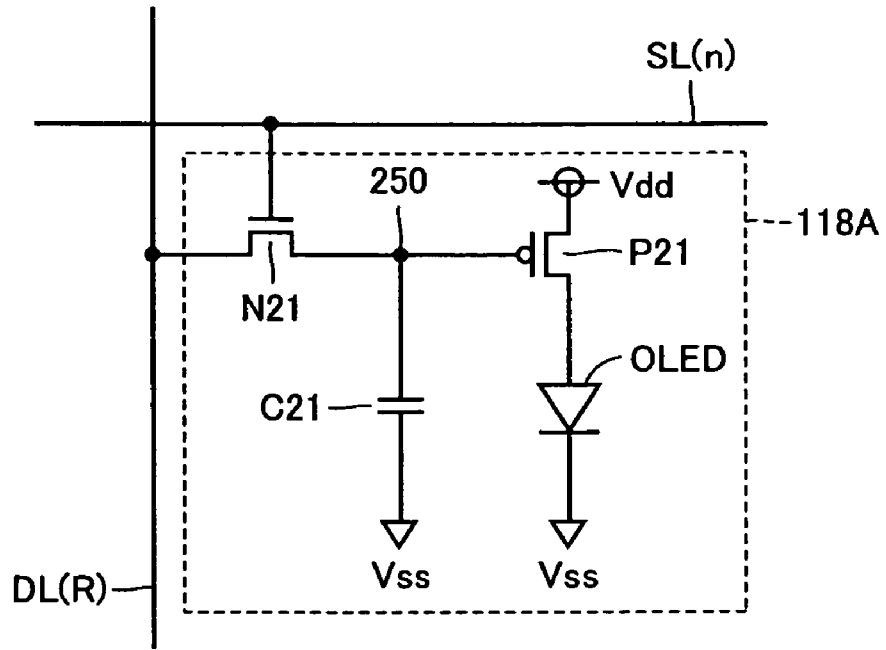 SL(n)
250
Vdd
118A
P21
N21
OLED
C21
Vss
Vss
DL(R)